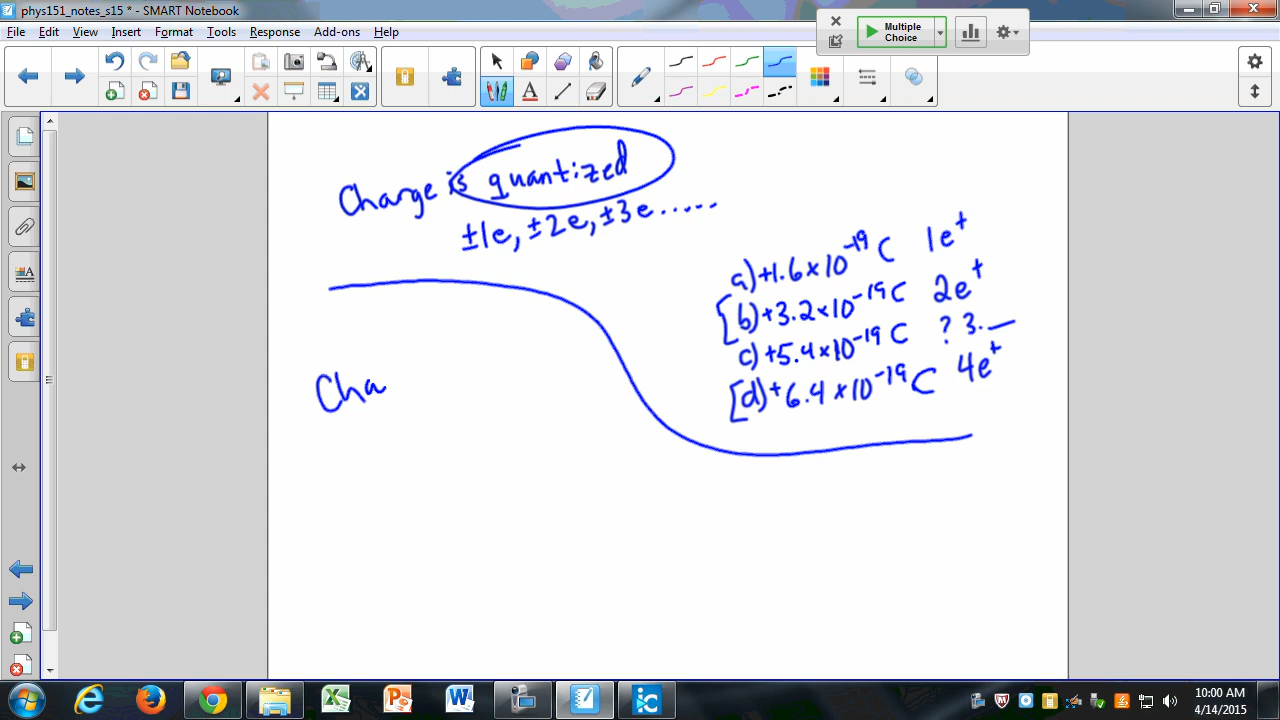 phys151_notes_s15 * - SMART Notebook
File Edit View Insert Format Tools Response Add-ons Help
Multiple
Choice
Charge is quantized
±1e, ±2e, ±3e.....
a) +1.6 × 10⁻¹⁹ C 1e⁺
[b) +3.2 × 10⁻¹⁹ C 2e⁺
c) +5.4 × 10⁻¹⁹ C ? 3._
[d) +6.4 × 10⁻¹⁹ C 4e⁺
Cha
10:00 AM
4/14/2015